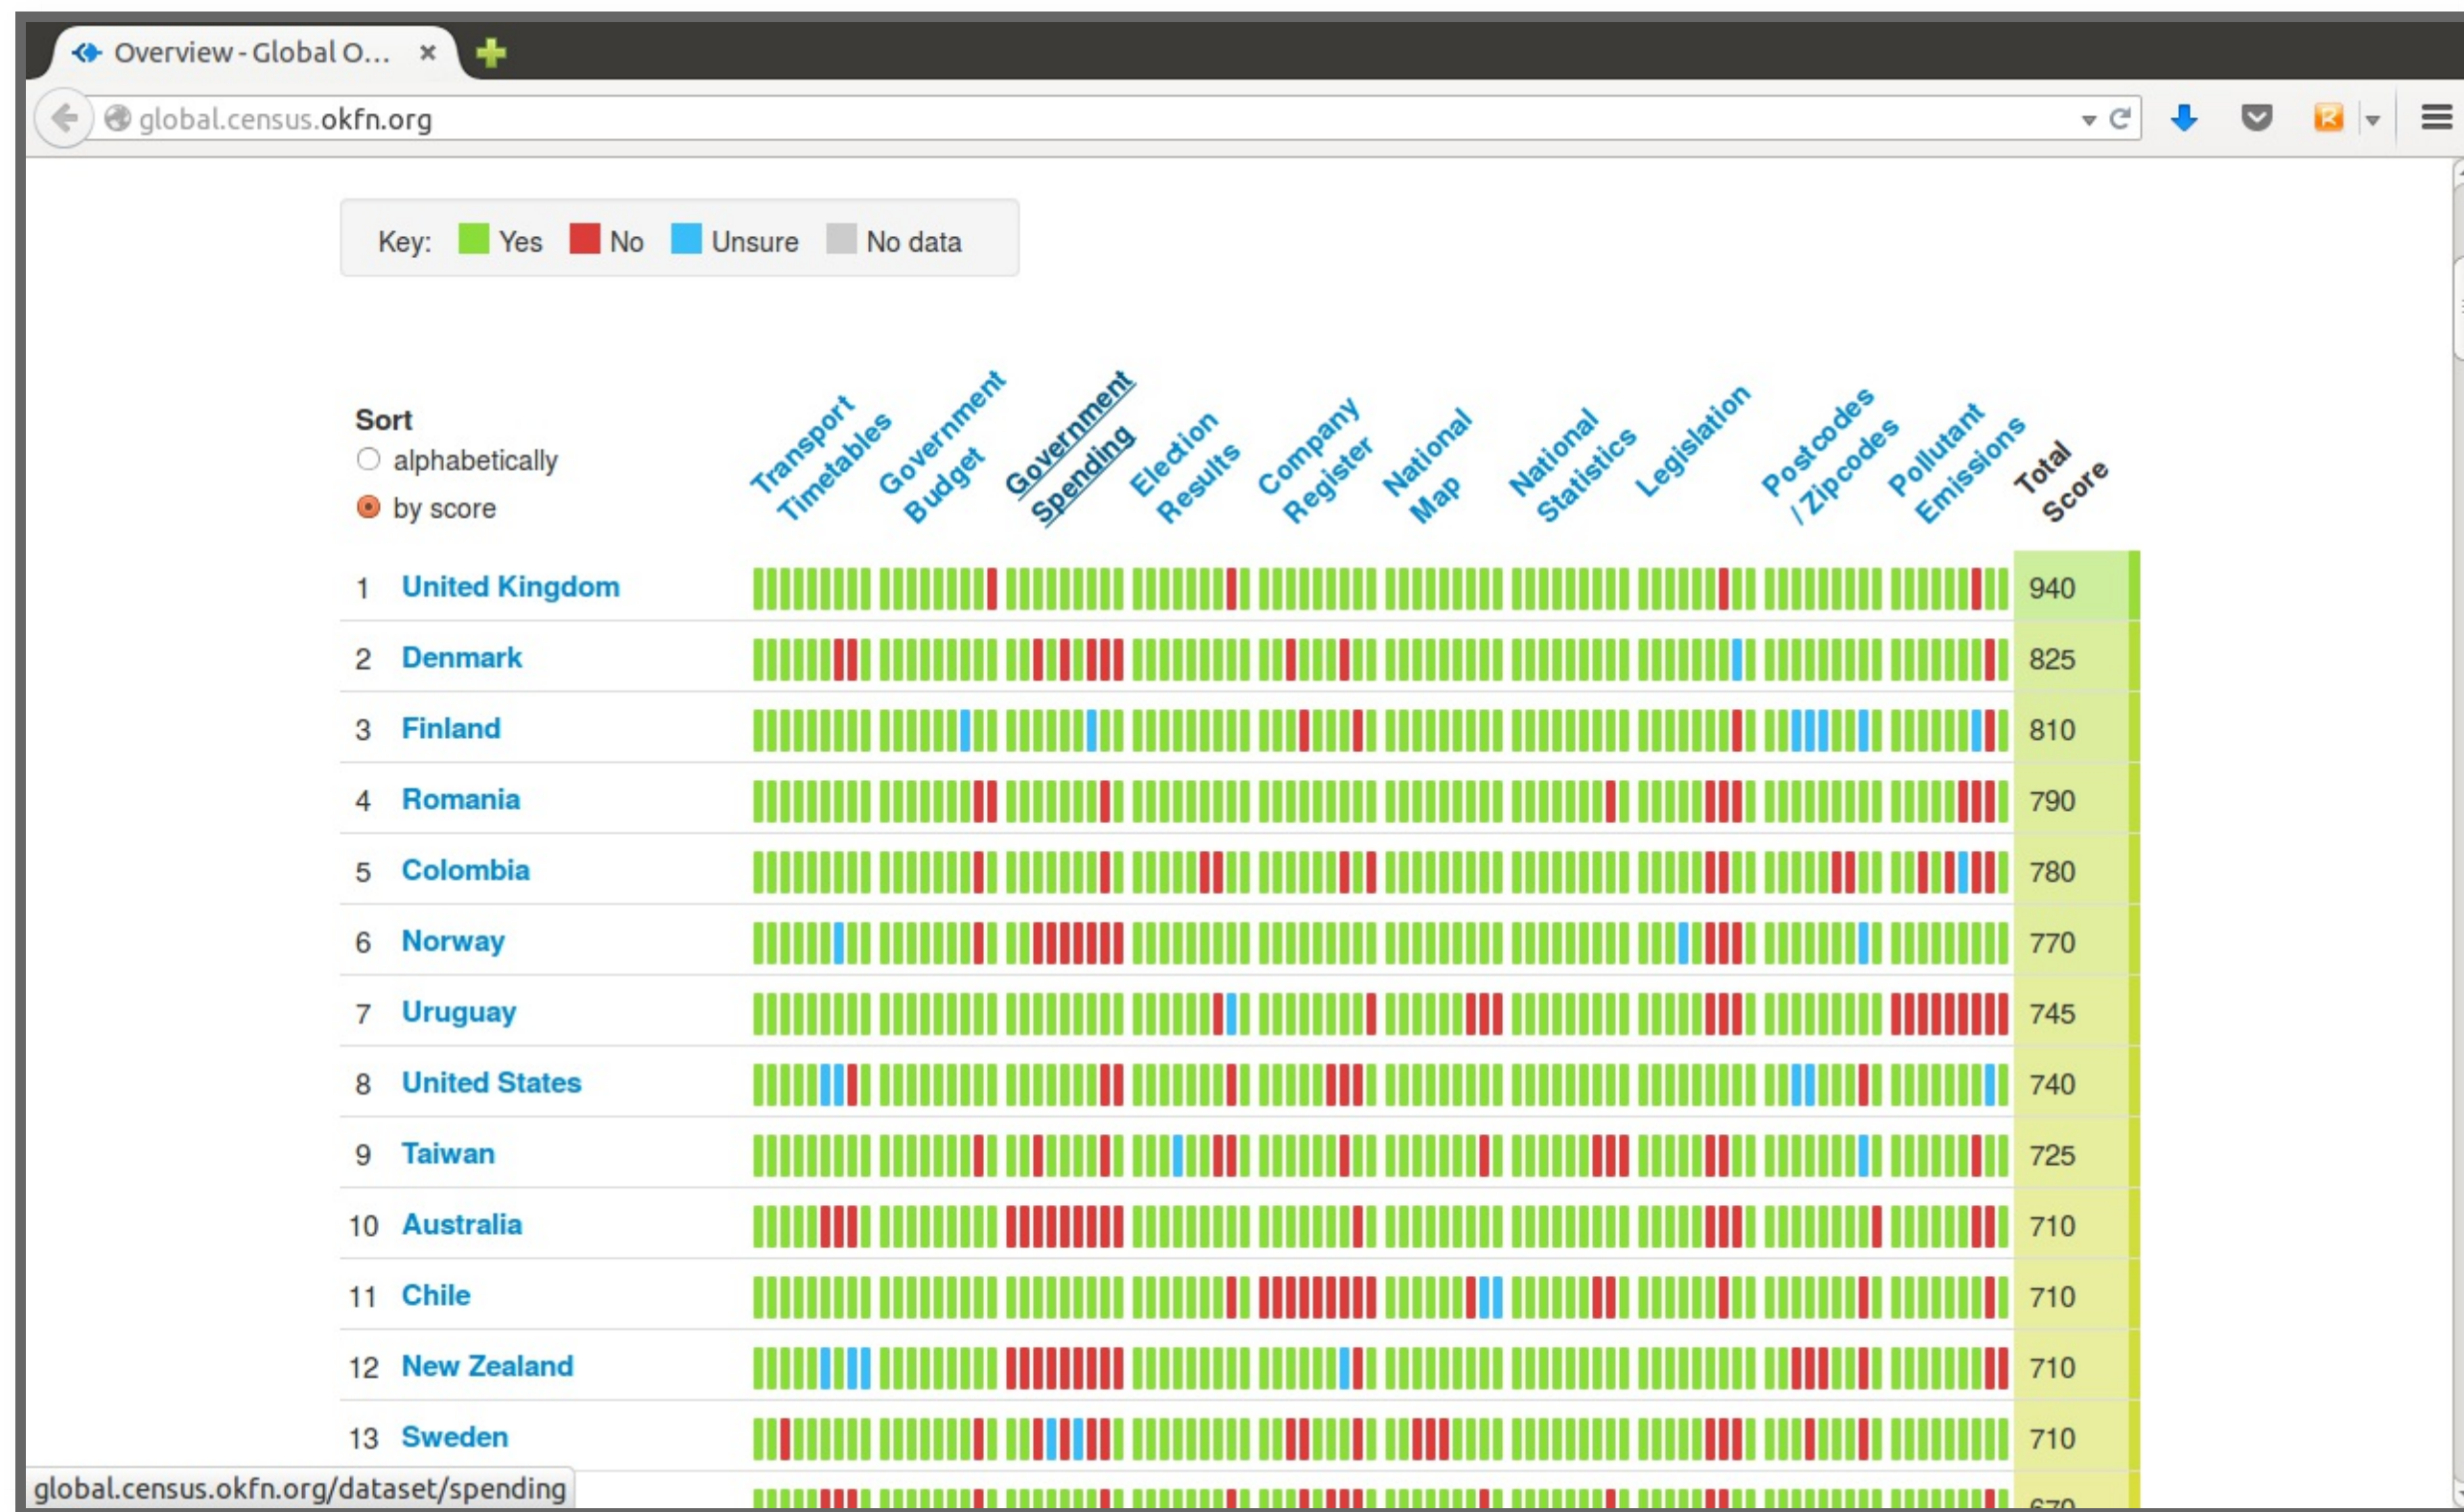 Overview - Global O...
global.census.okfn.org
Key: Yes No Unsure No data
Sort
alphabetically
by score
Transport Timetables
Government Budget
Government Spending
Election Results
Company Register
National Map
National Statistics
Legislation
Postcodes / Zipcodes
Pollutant Emissions
Total Score
1 United Kingdom 940
2 Denmark 825
3 Finland 810
4 Romania 790
5 Colombia 780
6 Norway 770
7 Uruguay 745
8 United States 740
9 Taiwan 725
10 Australia 710
11 Chile 710
12 New Zealand 710
13 Sweden 710
670
global.census.okfn.org/dataset/spending